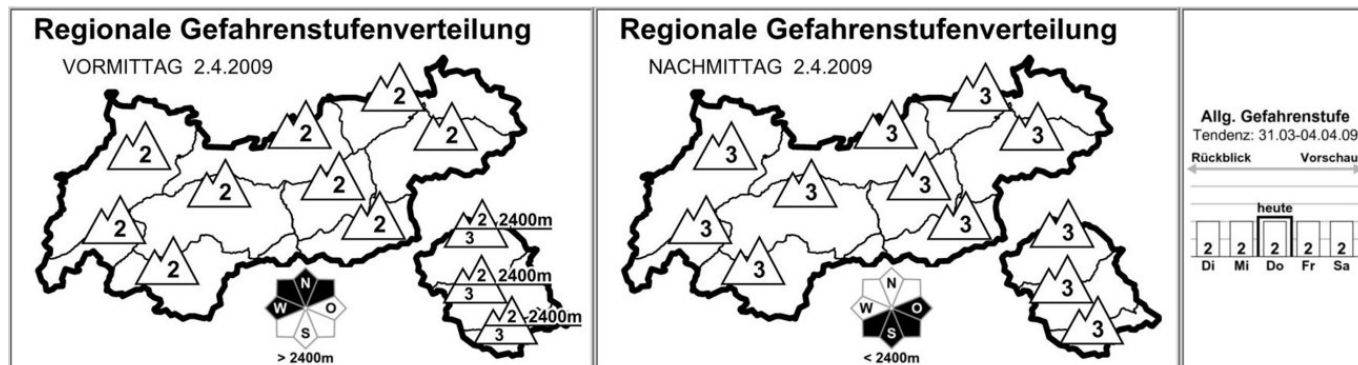 Regionale Gefahrenstufenverteilung
VORMITTAG 2.4.2009
2
2
2
2
2
2
2
2
2
2 2400m
3
2 2400m
3
2 2400m
3
N
W O
S
> 2400m
Regionale Gefahrenstufenverteilung
NACHMITTAG 2.4.2009
3
3
3
3
3
3
3
3
3
3
3
3
N
W O
S
< 2400m
Allg. Gefahrenstufe
Tendenz: 31.03-04.04.09
Rückblick Vorschau
heute
2 2 2 2 2
Di Mi Do Fr Sa